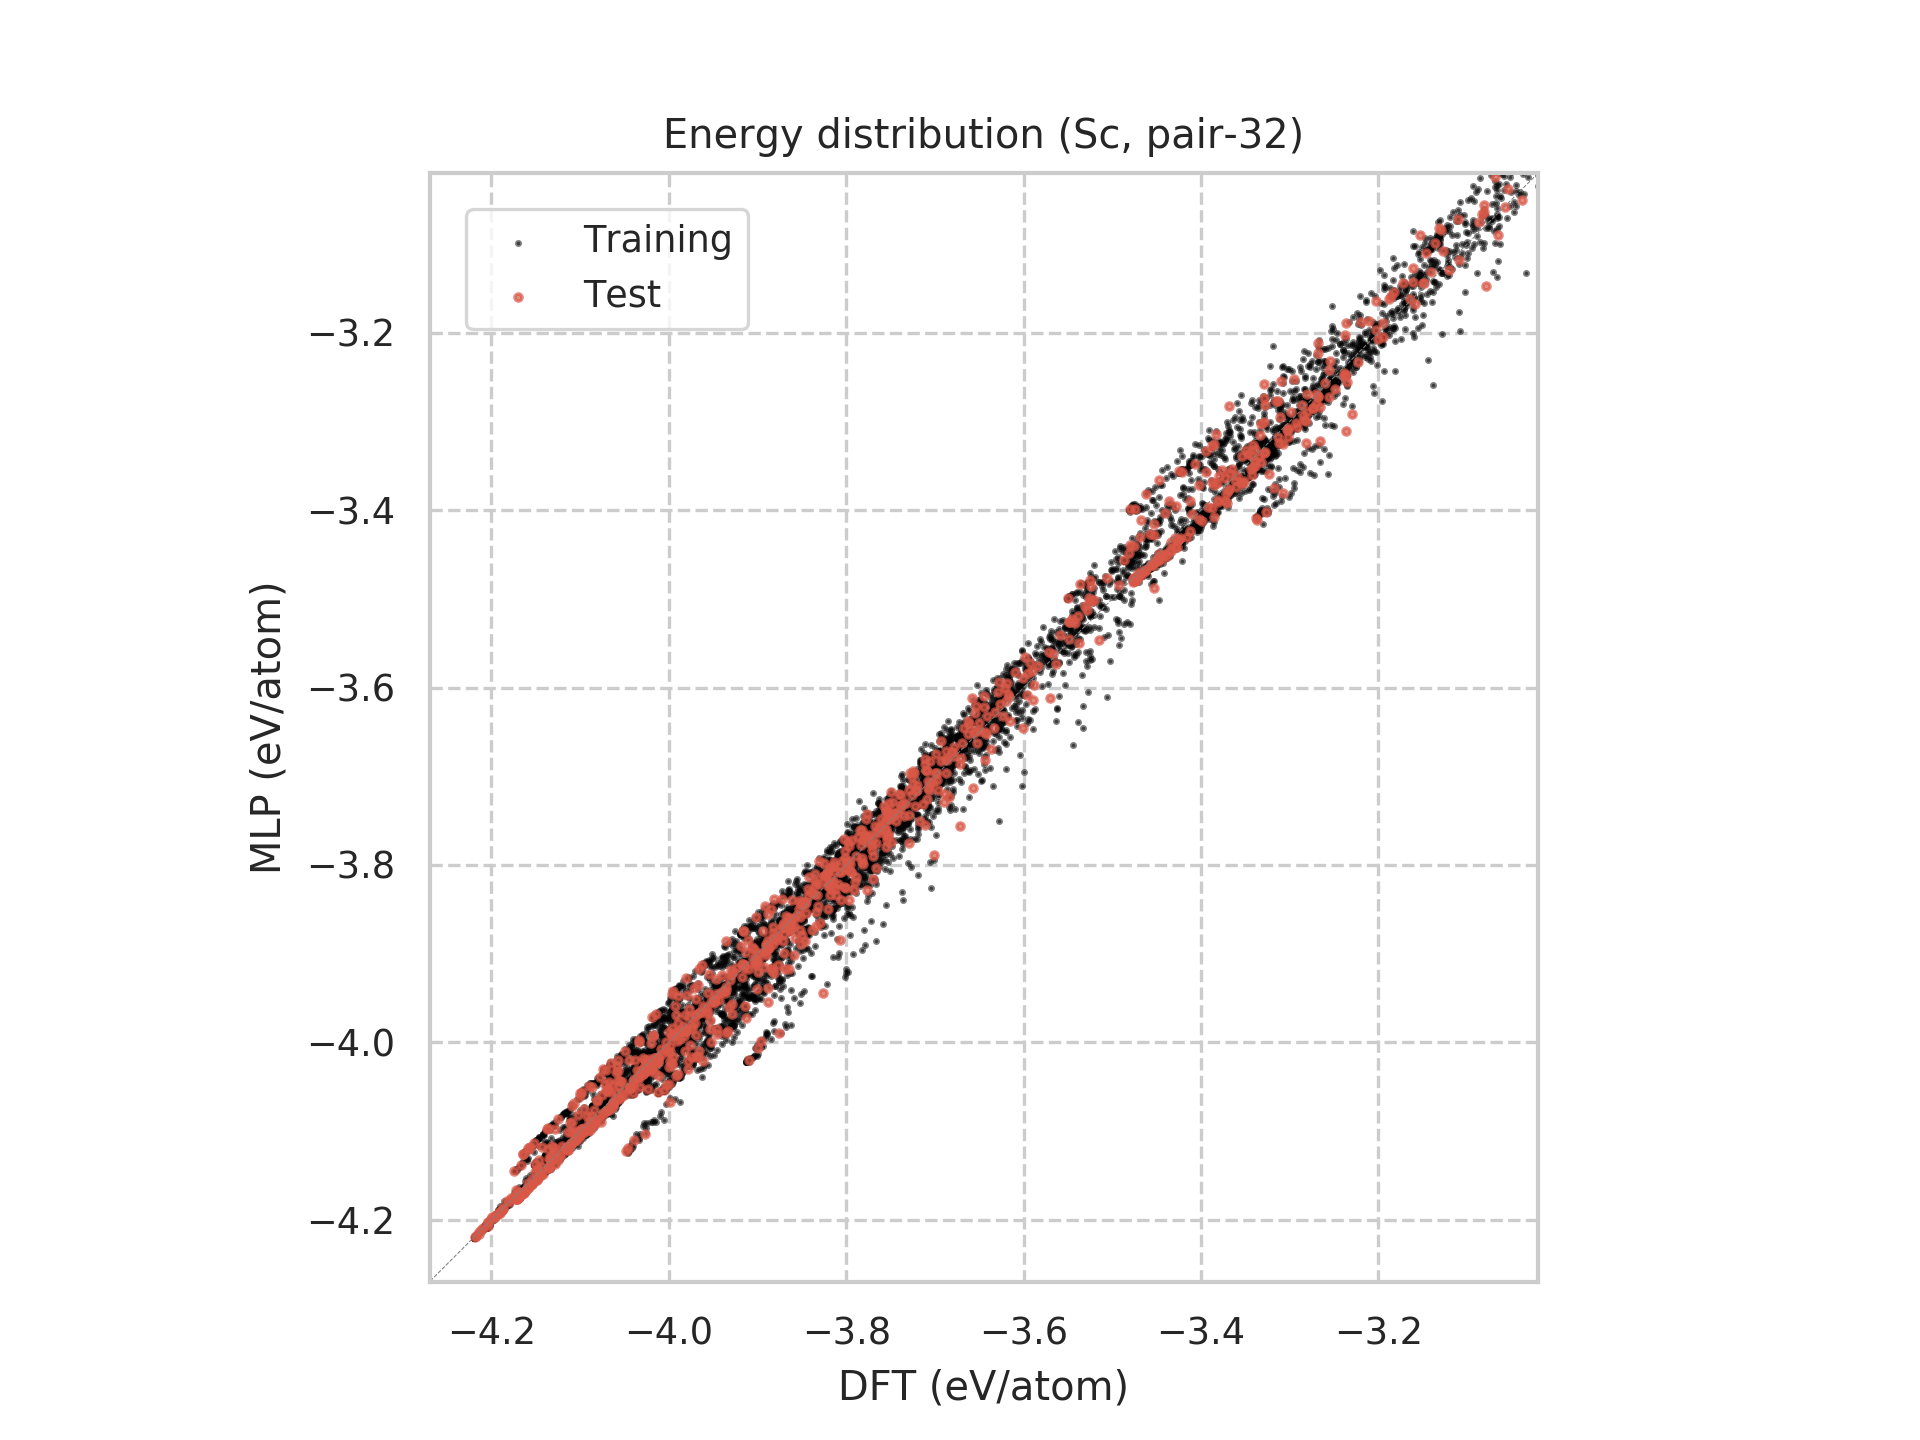 Energy distribution (Sc, pair-32)
Training
Test
MLP (eV/atom)
−3.2
−3.4
−3.6
−3.8
−4.0
−4.2
−4.2 −4.0 −3.8 −3.6 −3.4 −3.2
DFT (eV/atom)